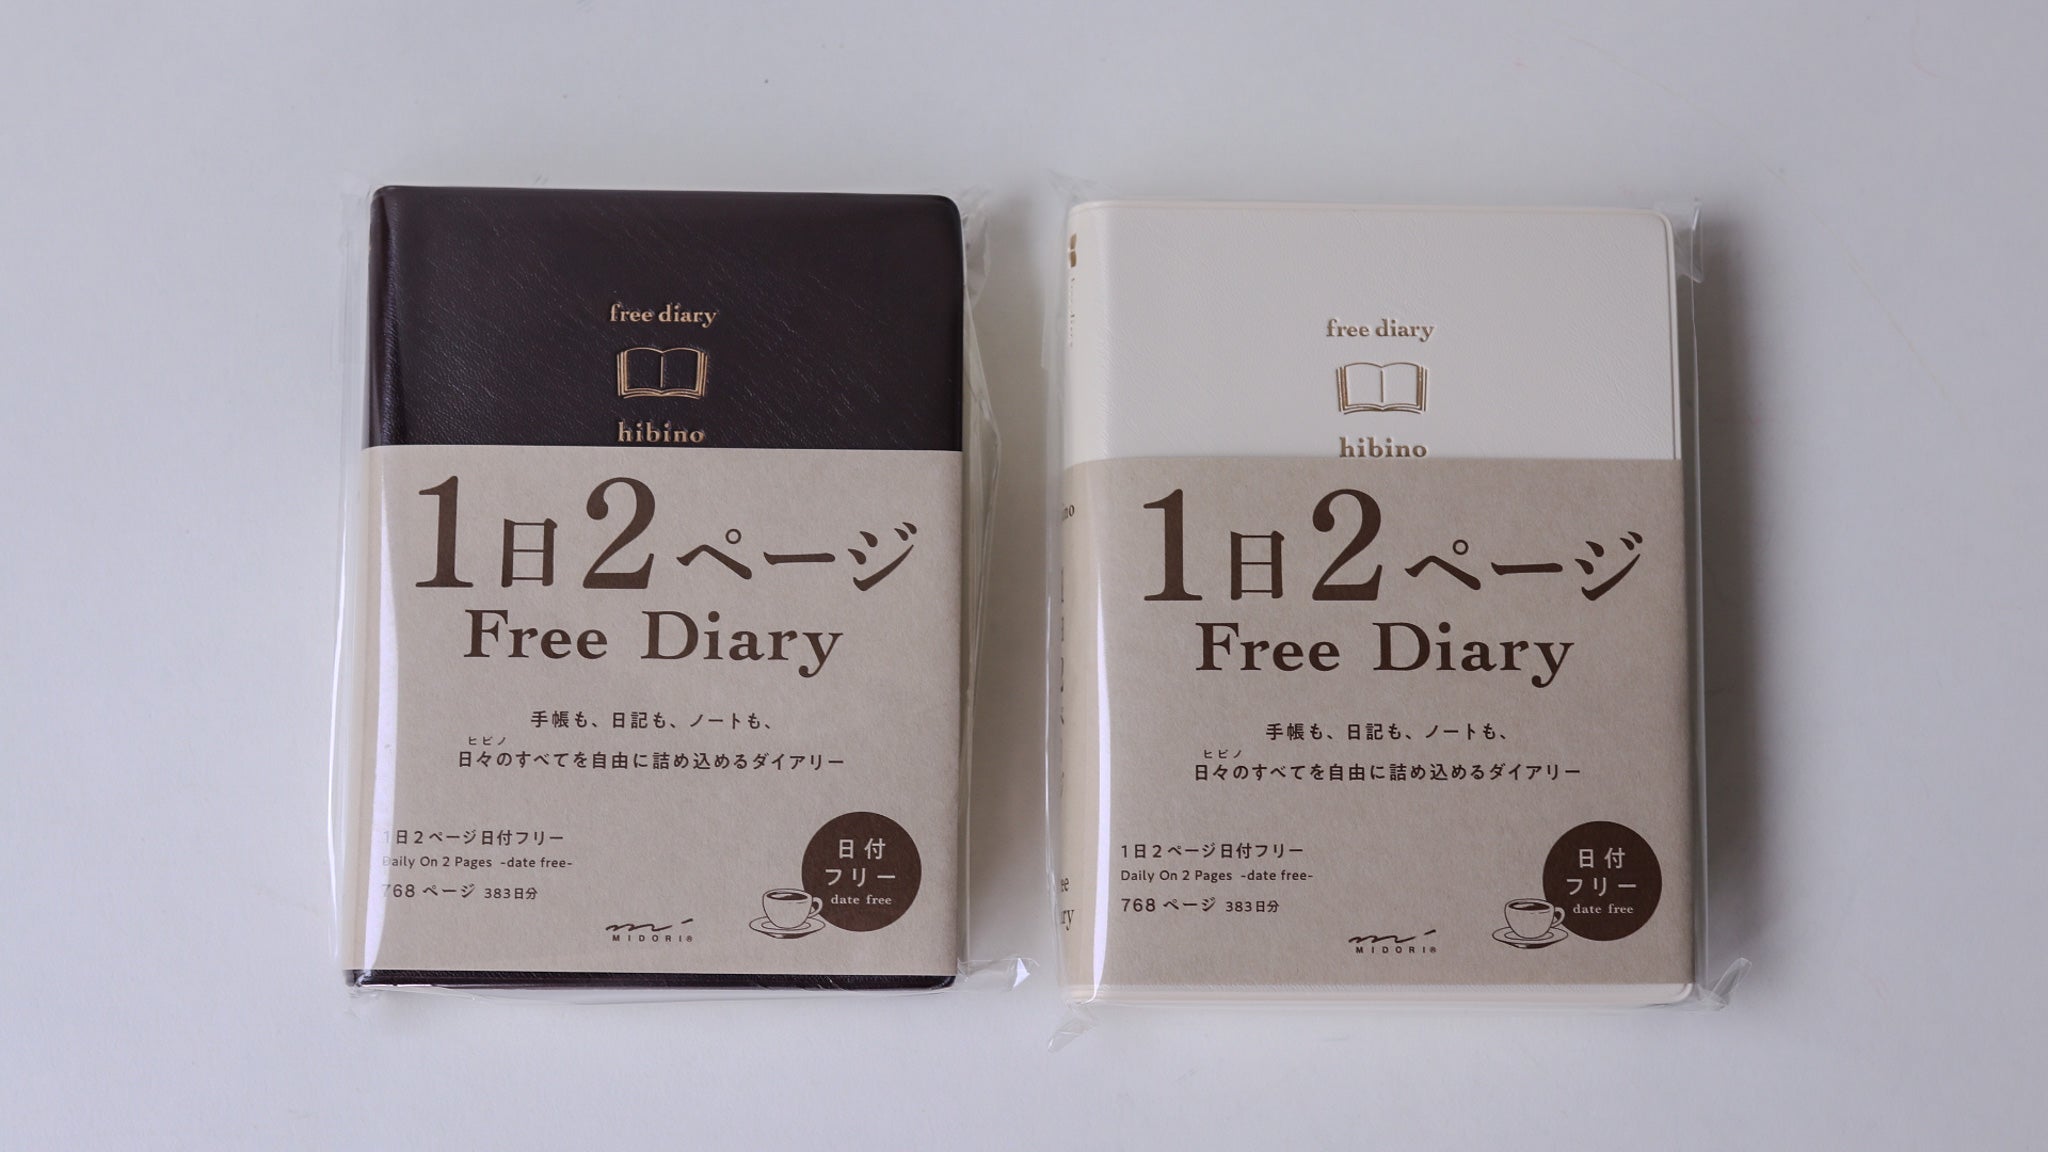 free diary
hibino
1日2ページ
Free Diary
手帳も、日記も、ノートも、
ヒビノ
日々のすべてを自由に詰め込めるダイアリー
1日2ページ日付フリー
Daily On 2 Pages -date free-
768ページ 383日分
日付
フリー
date free
MIDORI®
free diary
hibino
1日2ページ
Free Diary
手帳も、日記も、ノートも、
ヒビノ
日々のすべてを自由に詰め込めるダイアリー
1日2ページ日付フリー
Daily On 2 Pages -date free-
768ページ 383日分
日付
フリー
date free
MIDORI®